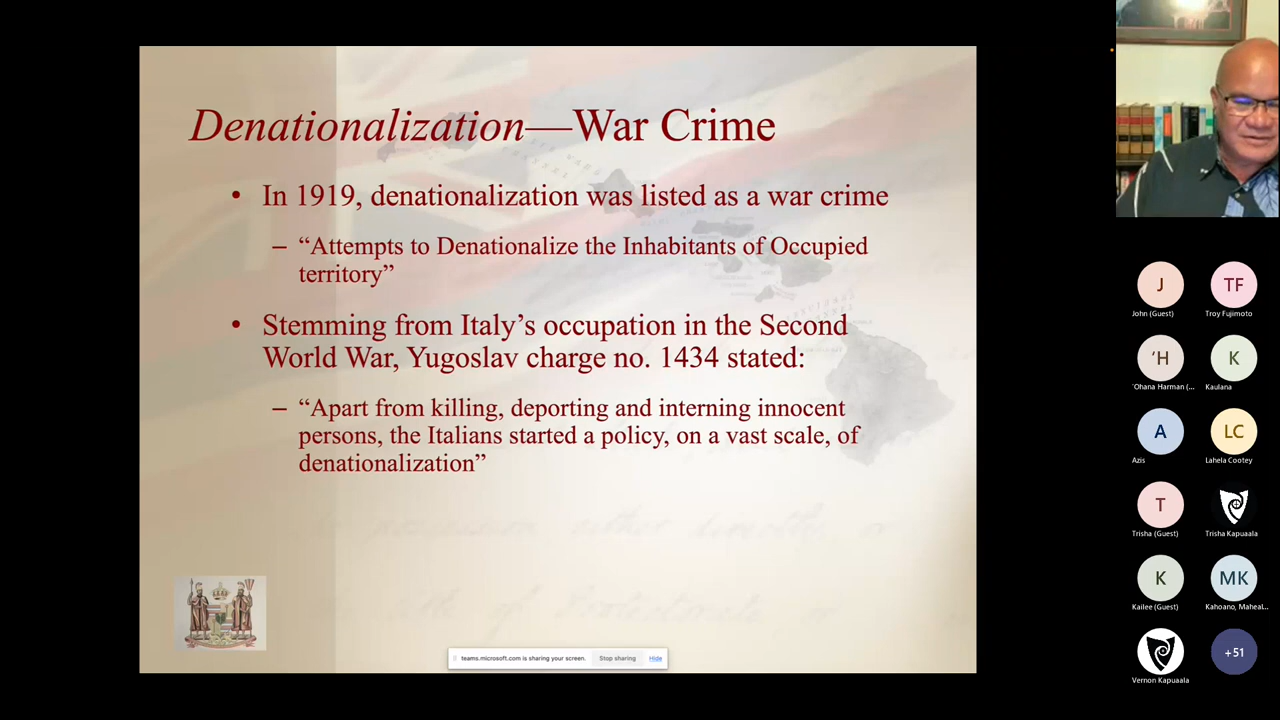 Denationalization—War Crime
• In 1919, denationalization was listed as a war crime
– “Attempts to Denationalize the Inhabitants of Occupied
territory”
• Stemming from Italy’s occupation in the Second
World War, Yugoslav charge no. 1434 stated:
– “Apart from killing, deporting and interning innocent
persons, the Italians started a policy, on a vast scale, of
denationalization”
teams.microsoft.com is sharing your screen. Stop sharing Hide
J TF
John (Guest) Troy Fujimoto
'H K
'Ohana Harman (... Kaulana
A LC
Azis Lahela Cootey
T
Trisha (Guest) Trisha Kapuaala
K MK
Kailee (Guest) Kahoano, Maheal...
+51
Vernon Kapuaala